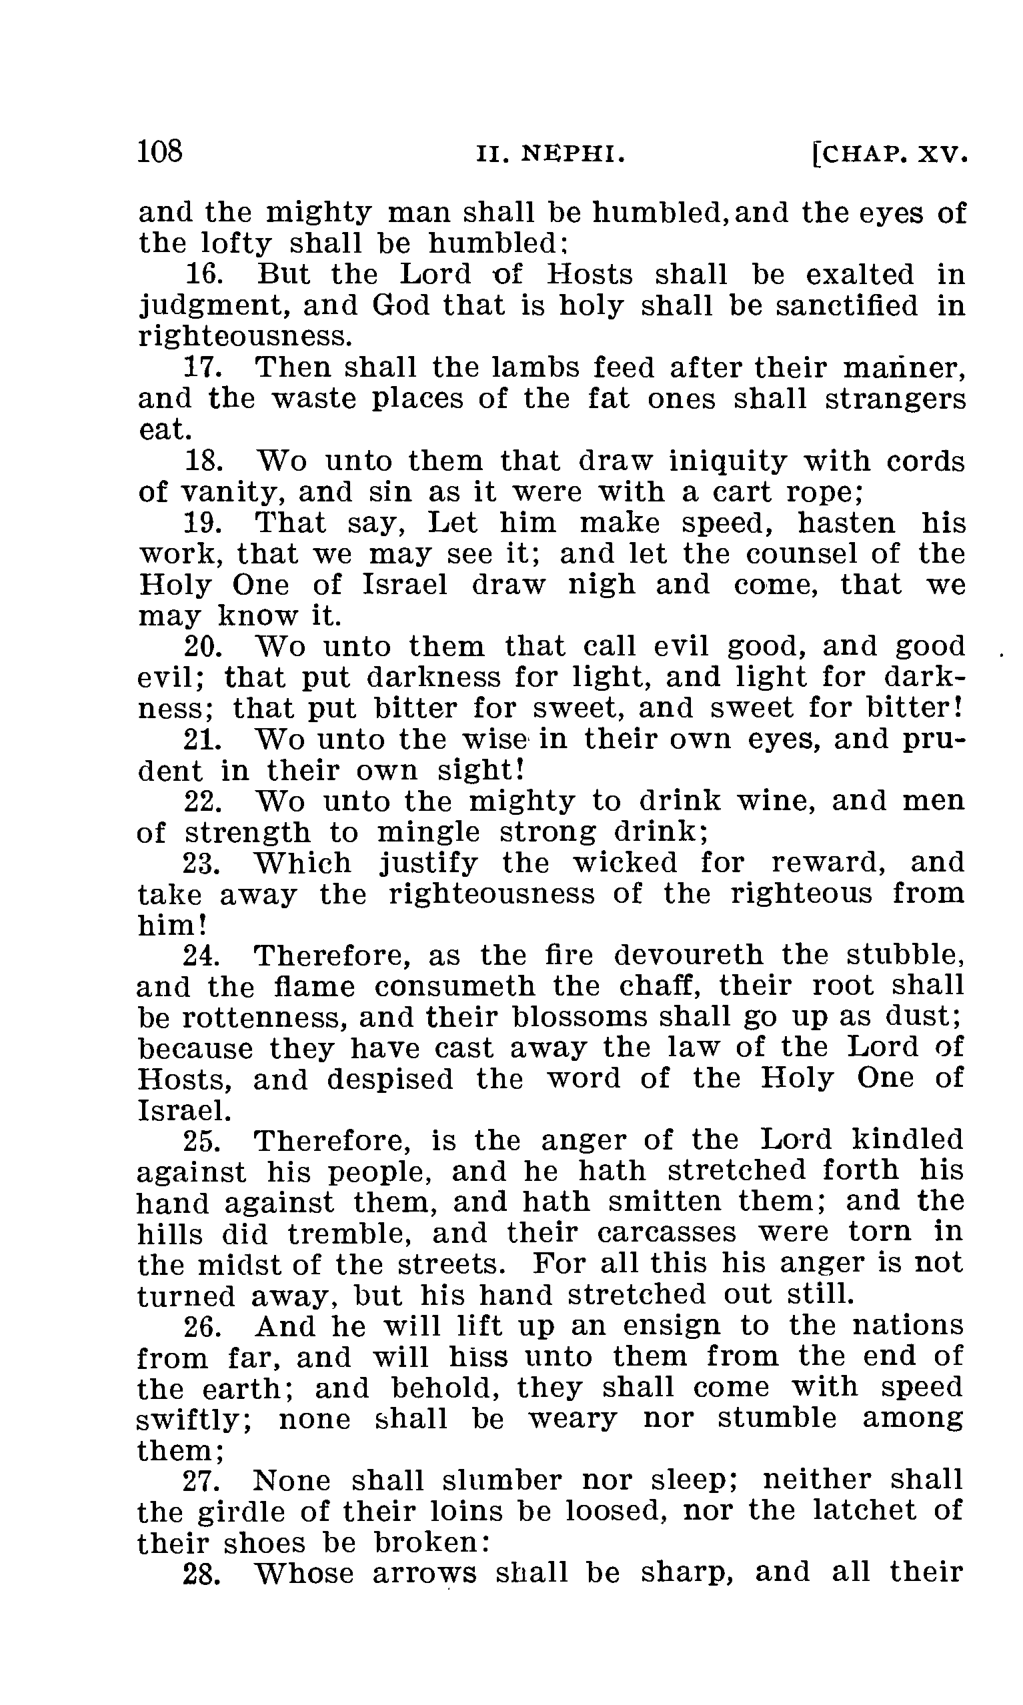 108 II. NEPHI. [CHAP. XV.
and the mighty man shall be humbled, and the eyes of
the lofty shall be humbled:
16. But the Lord of Hosts shall be exalted in
judgment, and God that is holy shall be sanctified in
righteousness.
17. Then shall the lambs feed after their manner,
and the waste places of the fat ones shall strangers
eat.
18. Wo unto them that draw iniquity with cords
of vanity, and sin as it were with a cart rope;
19. That say, Let him make speed, hasten his
work, that we may see it; and let the counsel of the
Holy One of Israel draw nigh and come, that we
may know it.
20. Wo unto them that call evil good, and good
evil; that put darkness for light, and light for dark-
ness; that put bitter for sweet, and sweet for bitter!
21. Wo unto the wise in their own eyes, and pru-
dent in their own sight!
22. Wo unto the mighty to drink wine, and men
of strength to mingle strong drink;
23. Which justify the wicked for reward, and
take away the righteousness of the righteous from
him!
24. Therefore, as the fire devoureth the stubble,
and the flame consumeth the chaff, their root shall
be rottenness, and their blossoms shall go up as dust;
because they have cast away the law of the Lord of
Hosts, and despised the word of the Holy One of
Israel.
25. Therefore, is the anger of the Lord kindled
against his people, and he hath stretched forth his
hand against them, and hath smitten them; and the
hills did tremble, and their carcasses were torn in
the midst of the streets. For all this his anger is not
turned away, but his hand stretched out still.
26. And he will lift up an ensign to the nations
from far, and will hiss unto them from the end of
the earth; and behold, they shall come with speed
swiftly; none shall be weary nor stumble among
them;
27. None shall slumber nor sleep; neither shall
the girdle of their loins be loosed, nor the latchet of
their shoes be broken:
28. Whose arrows shall be sharp, and all their